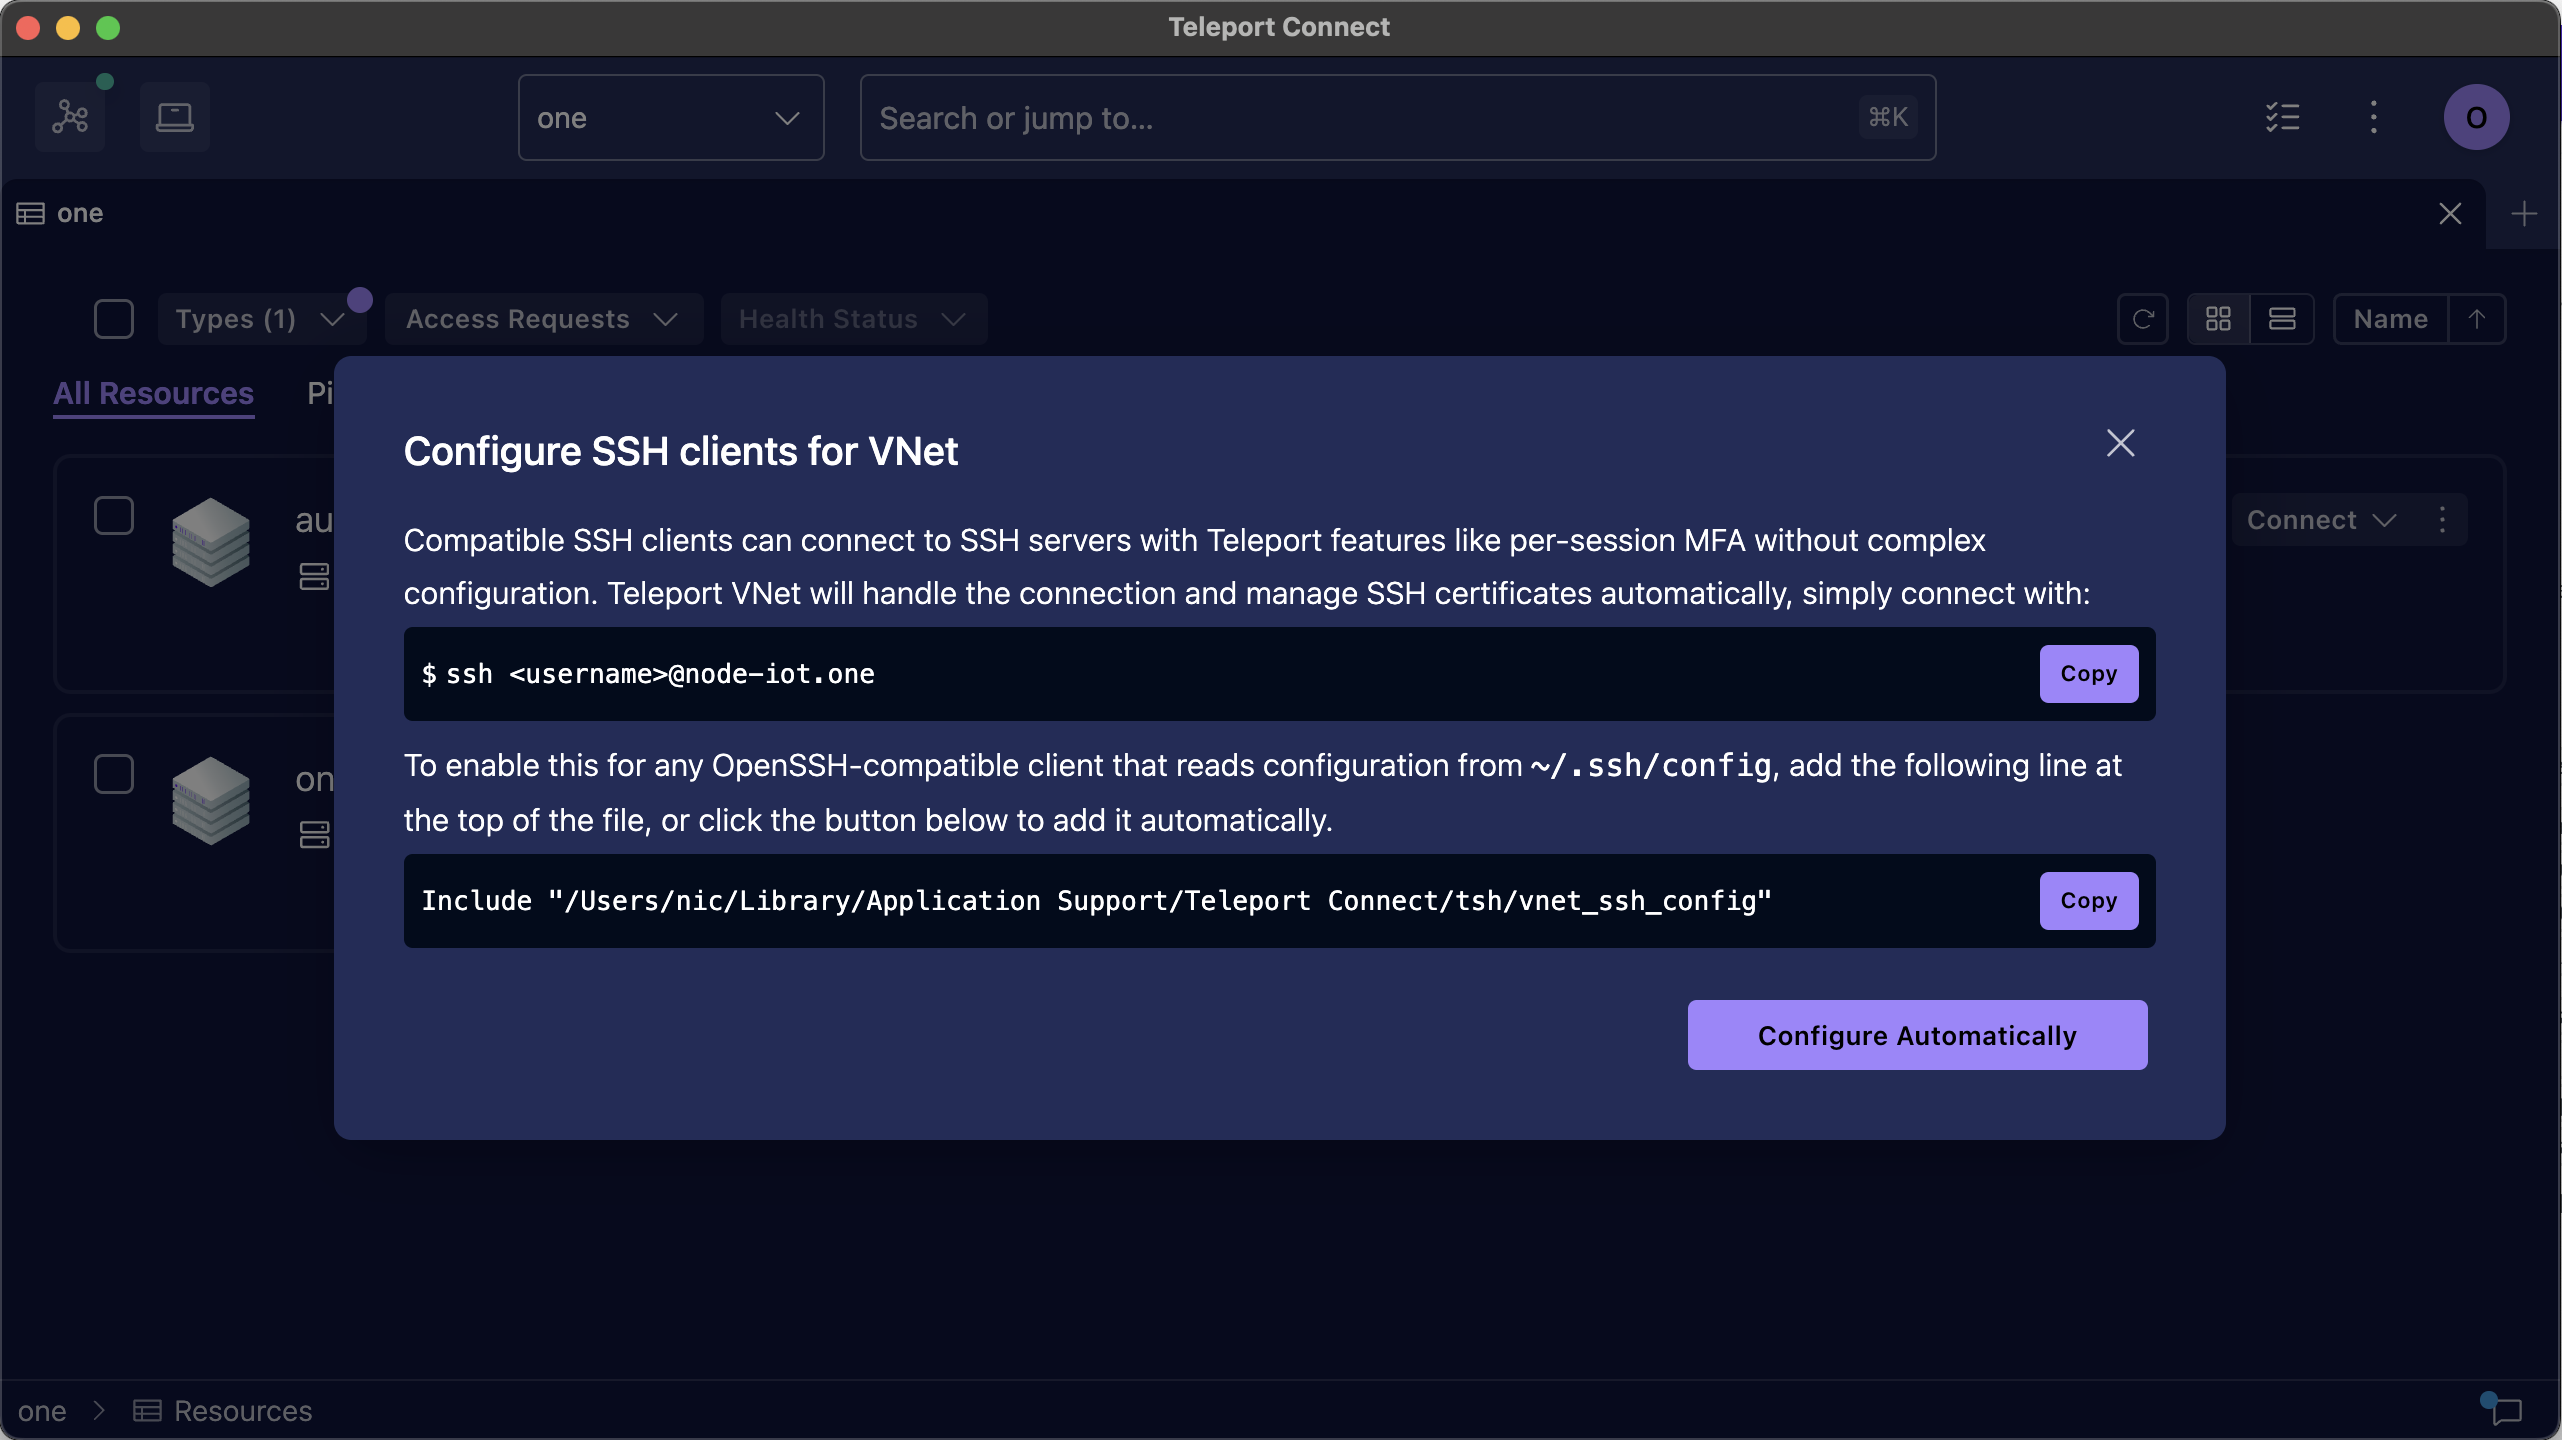 Teleport Connect
one
Search or jump to...
⌘K
O
one
Types (1)
Access Requests
Health Status
Name
All Resources
Pi
au
Connect
on
Configure SSH clients for VNet
Compatible SSH clients can connect to SSH servers with Teleport features like per-session MFA without complex
configuration. Teleport VNet will handle the connection and manage SSH certificates automatically, simply connect with:
$ ssh <username>@node-iot.one
Copy
To enable this for any OpenSSH-compatible client that reads configuration from ~/.ssh/config, add the following line at
the top of the file, or click the button below to add it automatically.
Include "/Users/nic/Library/Application Support/Teleport Connect/tsh/vnet_ssh_config"
Copy
Configure Automatically
one
Resources